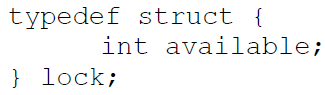 typedef struct {
int available;
} lock;